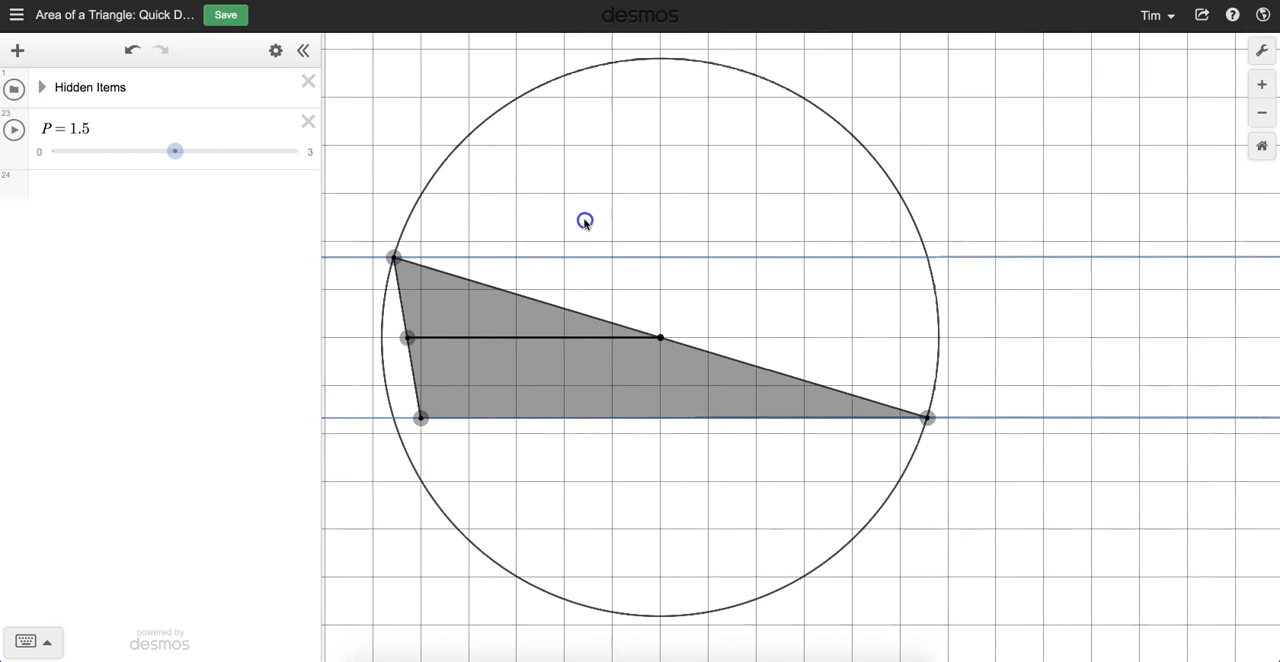 Area of a Triangle: Quick D...
Save
desmos
Tim
1
Hidden Items
23
P = 1.5
0
3
24
powered by
desmos